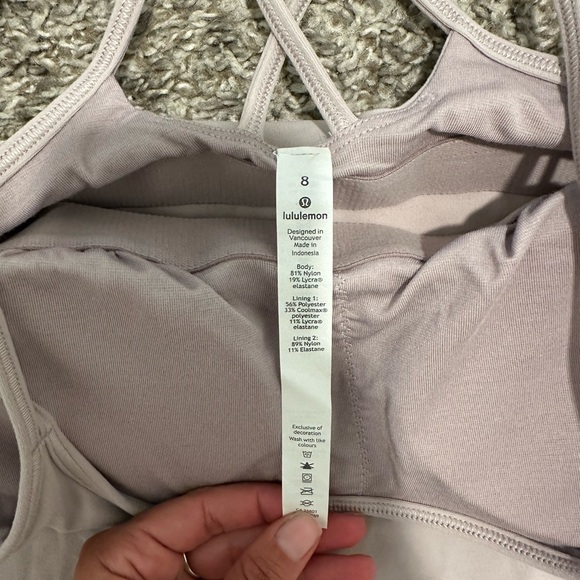 8
lululemon
Designed in
Vancouver
Made in
Indonesia
Body:
81% Nylon
19% Lycra®
elastane
Lining 1:
56% Polyester
33% Coolmax®
polyester
11% Lycra®
elastane
Lining 2:
89% Nylon
11% Elastane
Exclusive of
decoration
Wash with like
colours